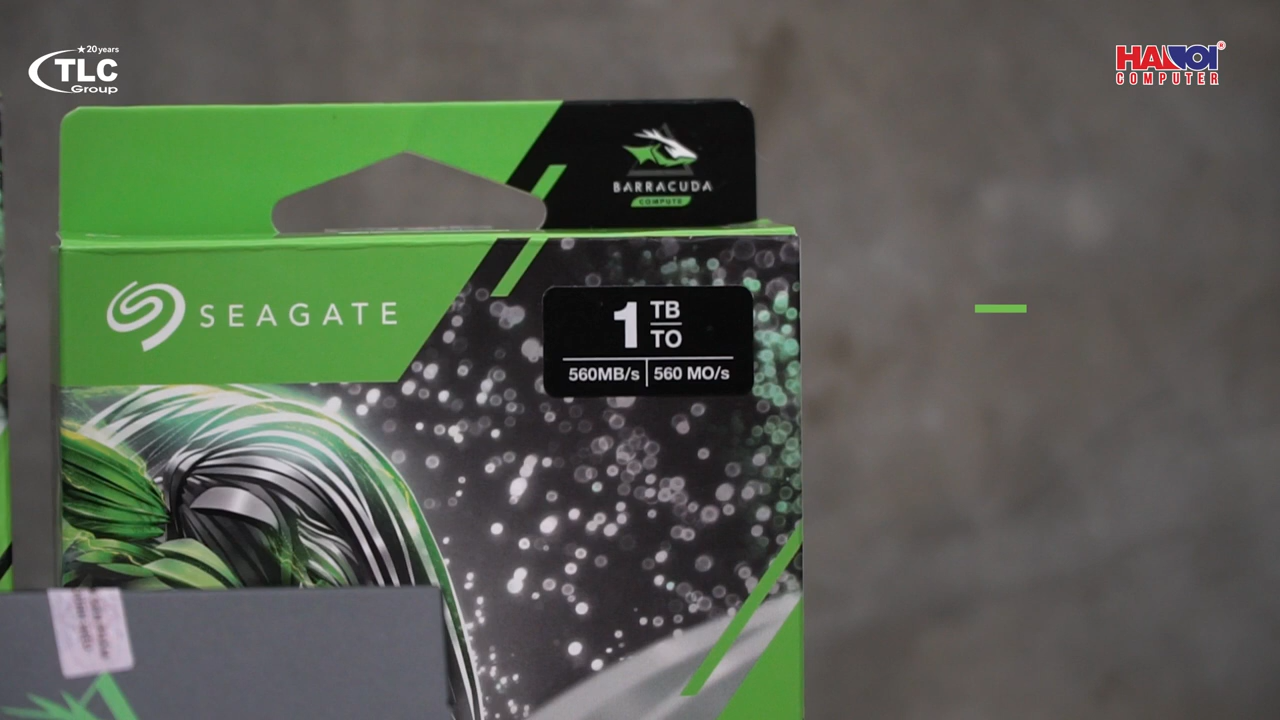 20 years
TLC
Group
HANOI
COMPUTER
BARRACUDA
COMPUTE
SEAGATE
1 TB
TO
560MB/s | 560 MO/s